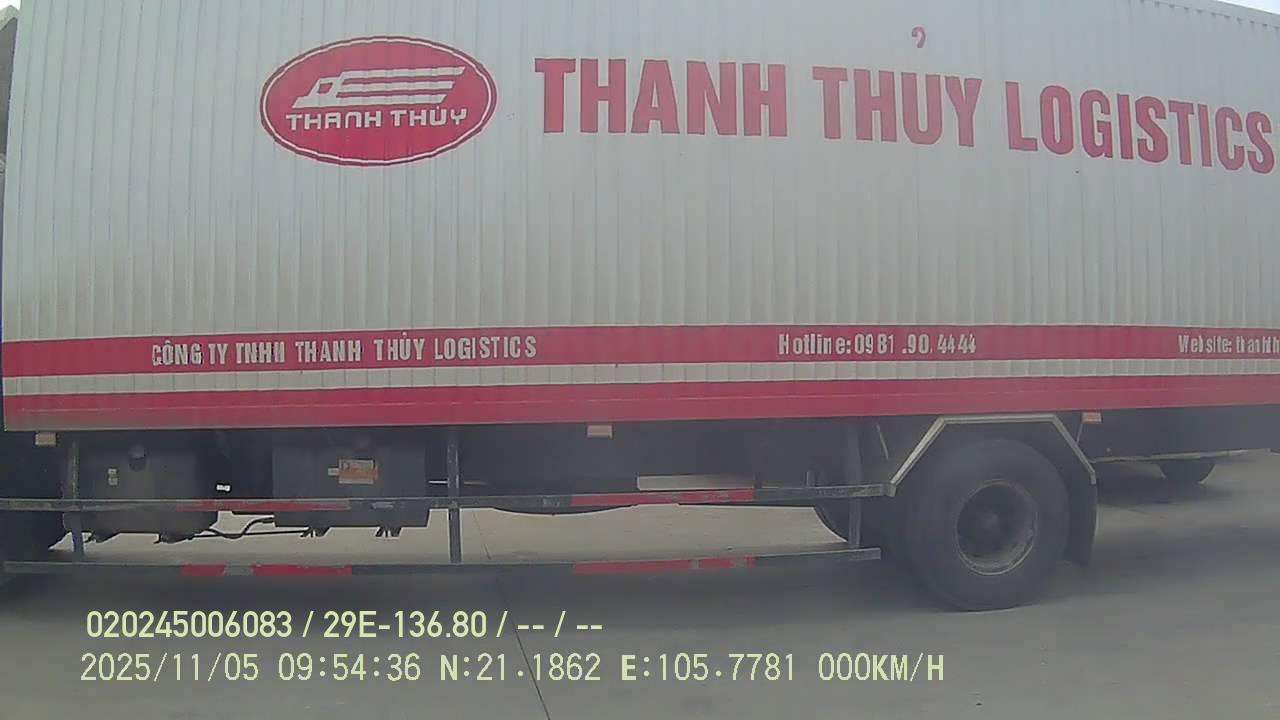 THANH THỦY
THANH THỦY LOGISTICS
CÔNG TY TNHH THANH THỦY LOGISTICS
Hotline: 0981.90.4444
Website:
020245006083 / 29E-136.80 / -- / --
2025/11/05 09:54:36 N:21.1862 E:105.7781 000KM/H